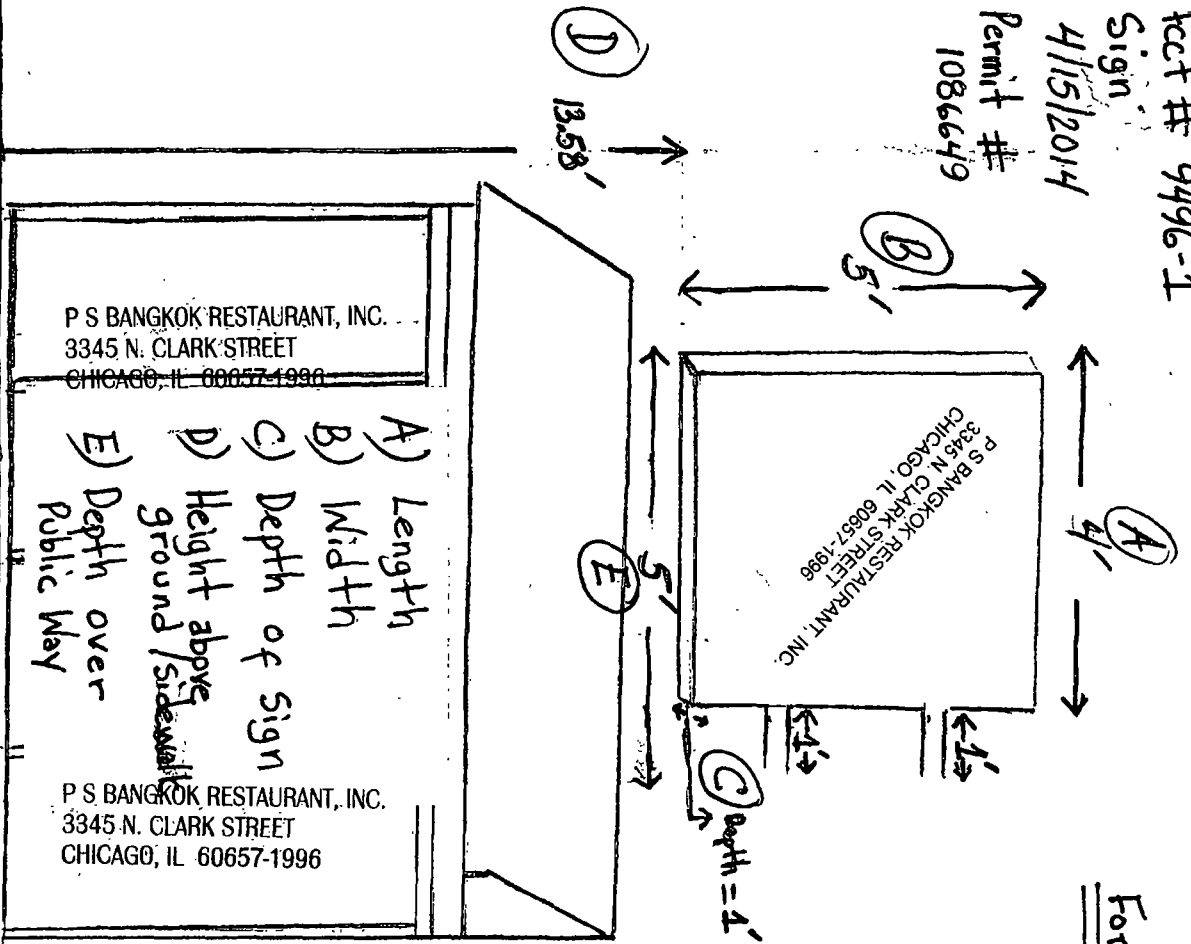 Acct # 4496-1
Sign
4/15/2014
Permit #
1086649
For
A
4'
B
5'
1'
1'
P S BANGKOK RESTAURANT, INC.
3345 N. CLARK STREET
CHICAGO, IL 60657-1996
C Depth = 1'
D 13.58'
5'
E
P S BANGKOK RESTAURANT, INC.
3345 N. CLARK STREET
CHICAGO, IL 60657-1996
A) Length
B) Width
C) Depth of Sign
D) Height above
ground / Sidewalk
E) Depth over
Public Way
P S BANGKOK RESTAURANT, INC.
3345 N. CLARK STREET
CHICAGO, IL 60657-1996